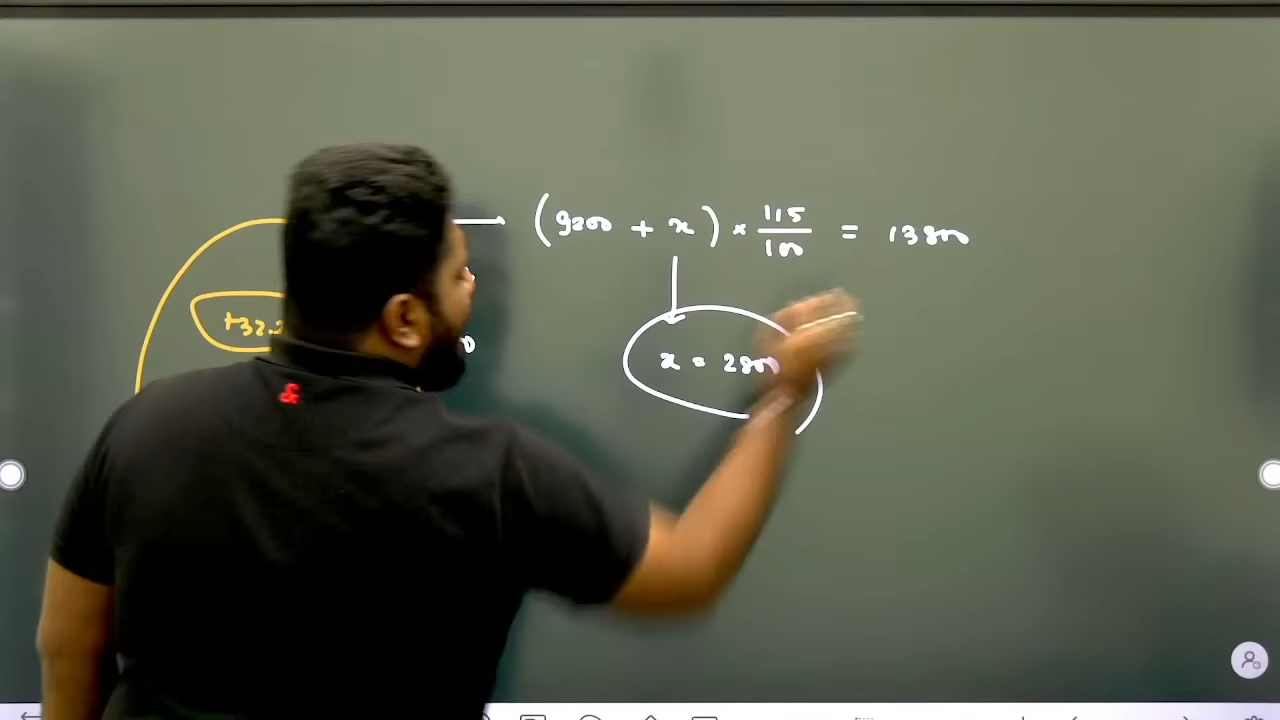 (9200 + x) × 115/100 = 13800
x = 2800